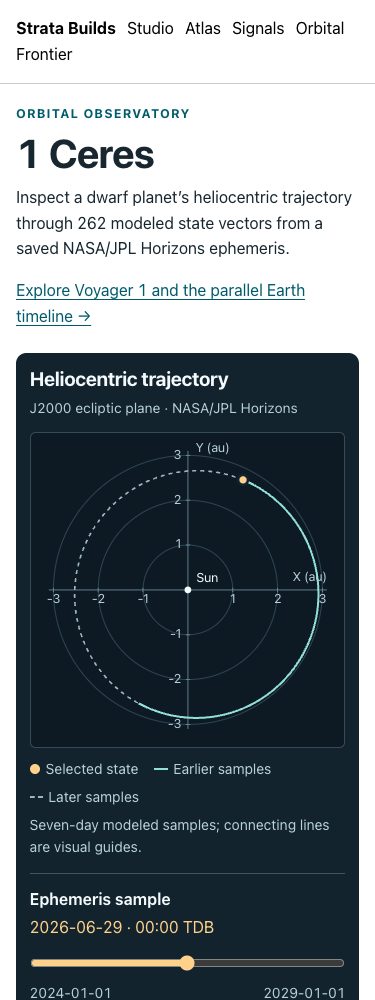 Strata Builds Studio Atlas Signals Orbital
Frontier
ORBITAL OBSERVATORY
1 Ceres
Inspect a dwarf planet’s heliocentric trajectory
through 262 modeled state vectors from a
saved NASA/JPL Horizons ephemeris.
Explore Voyager 1 and the parallel Earth
timeline →
Heliocentric trajectory
J2000 ecliptic plane · NASA/JPL Horizons
Y (au)
3
2
1
Sun
X (au)
-3 -2 -1 1 2 3
-1
-2
-3
Selected state Earlier samples
Later samples
Seven-day modeled samples; connecting lines
are visual guides.
Ephemeris sample
2026-06-29 · 00:00 TDB
2024-01-01 2029-01-01